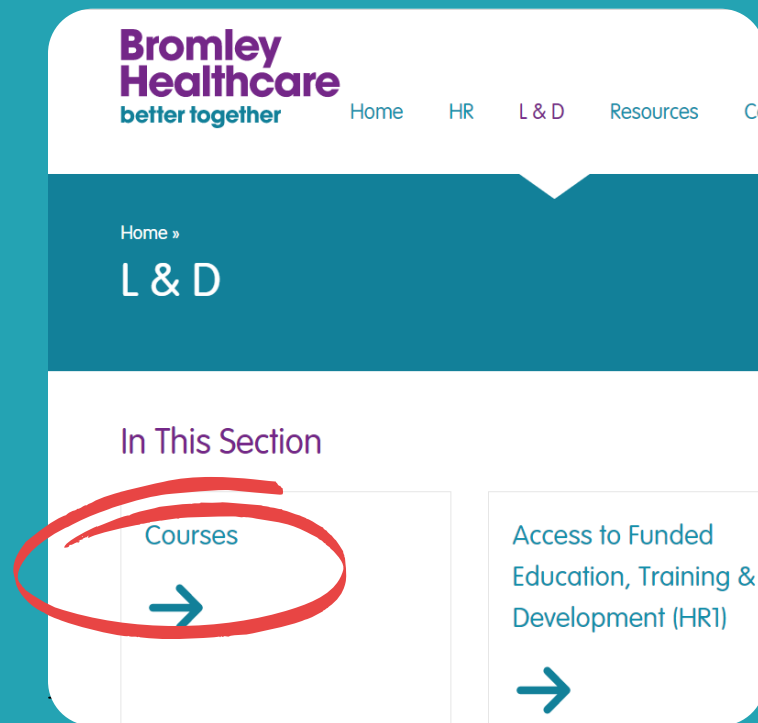 Bromley
Healthcare
better together
Home HR L & D Resources
Home »
L & D
In This Section
Courses
Access to Funded
Education, Training &
Development (HR1)